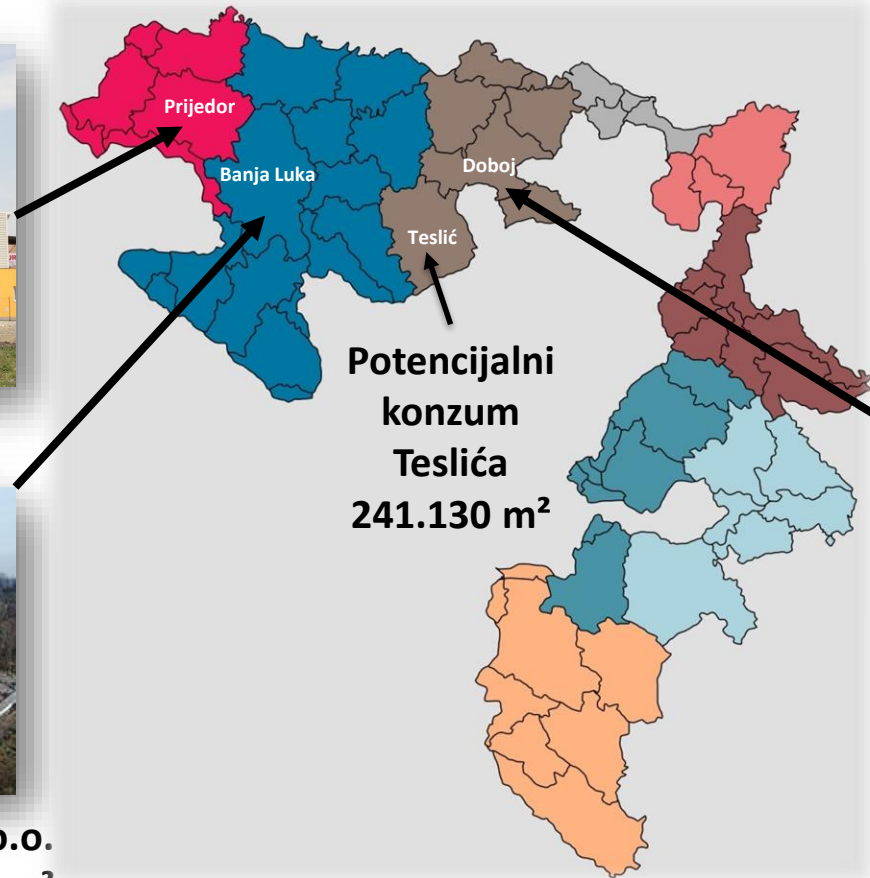 Prijedor
Banja Luka
Doboj
Teslić
Potencijalni
konzum
Teslića
241.130 m²
o.o.